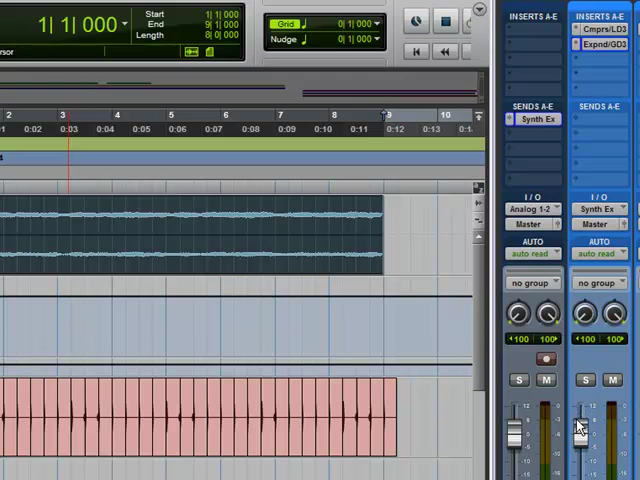 1| 1| 000
Start 1| 1| 000
End 9| 1| 000
Length 8| 0| 000
Grid 0| 1| 000
Nudge 0| 1| 000
rsor
2 3 4 5 6 7 8 9 10
0:02 0:03 0:04 0:05 0:06 0:07 0:08 0:09 0:10 0:11 0:12 0:13
INSERTS A-E INSERTS A-E
Cmprs/LD3
Expnd/GD3
SENDS A-E SENDS A-E
Synth Ex
I / O I / O
Analog 1-2 Synth Ex
Master Master
AUTO AUTO
auto read auto read
no group no group
100 100 100 100
S M S M
12 12